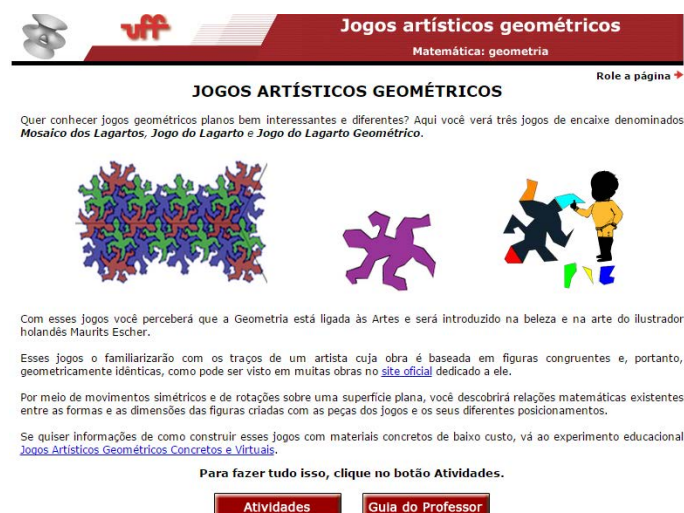 uff
Jogos artísticos geométricos
Matemática: geometria
Role a página
JOGOS ARTÍSTICOS GEOMÉTRICOS
Quer conhecer jogos geométricos planos bem interessantes e diferentes? Aqui você verá três jogos de encaixe denominados
Mosaico dos Lagartos, Jogo do Lagarto e Jogo do Lagarto Geométrico.
Com esses jogos você perceberá que a Geometria está ligada às Artes e será introduzido na beleza e na arte do ilustrador
holandês Maurits Escher.
Esses jogos o familiarizarão com os traços de um artista cuja obra é baseada em figuras congruentes e, portanto,
geometricamente idênticas, como pode ser visto em muitas obras no site oficial dedicado a ele.
Por meio de movimentos simétricos e de rotações sobre uma superfície plana, você descobrirá relações matemáticas existentes
entre as formas e as dimensões das figuras criadas com as peças dos jogos e os seus diferentes posicionamentos.
Se quiser informações de como construir esses jogos com materiais concretos de baixo custo, vá ao experimento educacional
Jogos Artísticos Geométricos Concretos e Virtuais.
Para fazer tudo isso, clique no botão Atividades.
Atividades
Guia do Professor